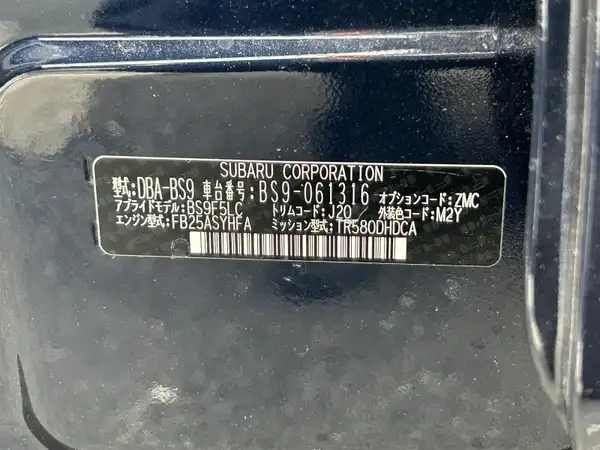 SUBARU CORPORATION
型式:DBA-BS9 車台番号:BS9-061316 オプションコード:ZMC
アプライドモデル:BS9E5LC トリムコード:J20 外装色コード:M2Y
エンジン型式:FB25ASYHFA ミッション型式:TR580DHDCA